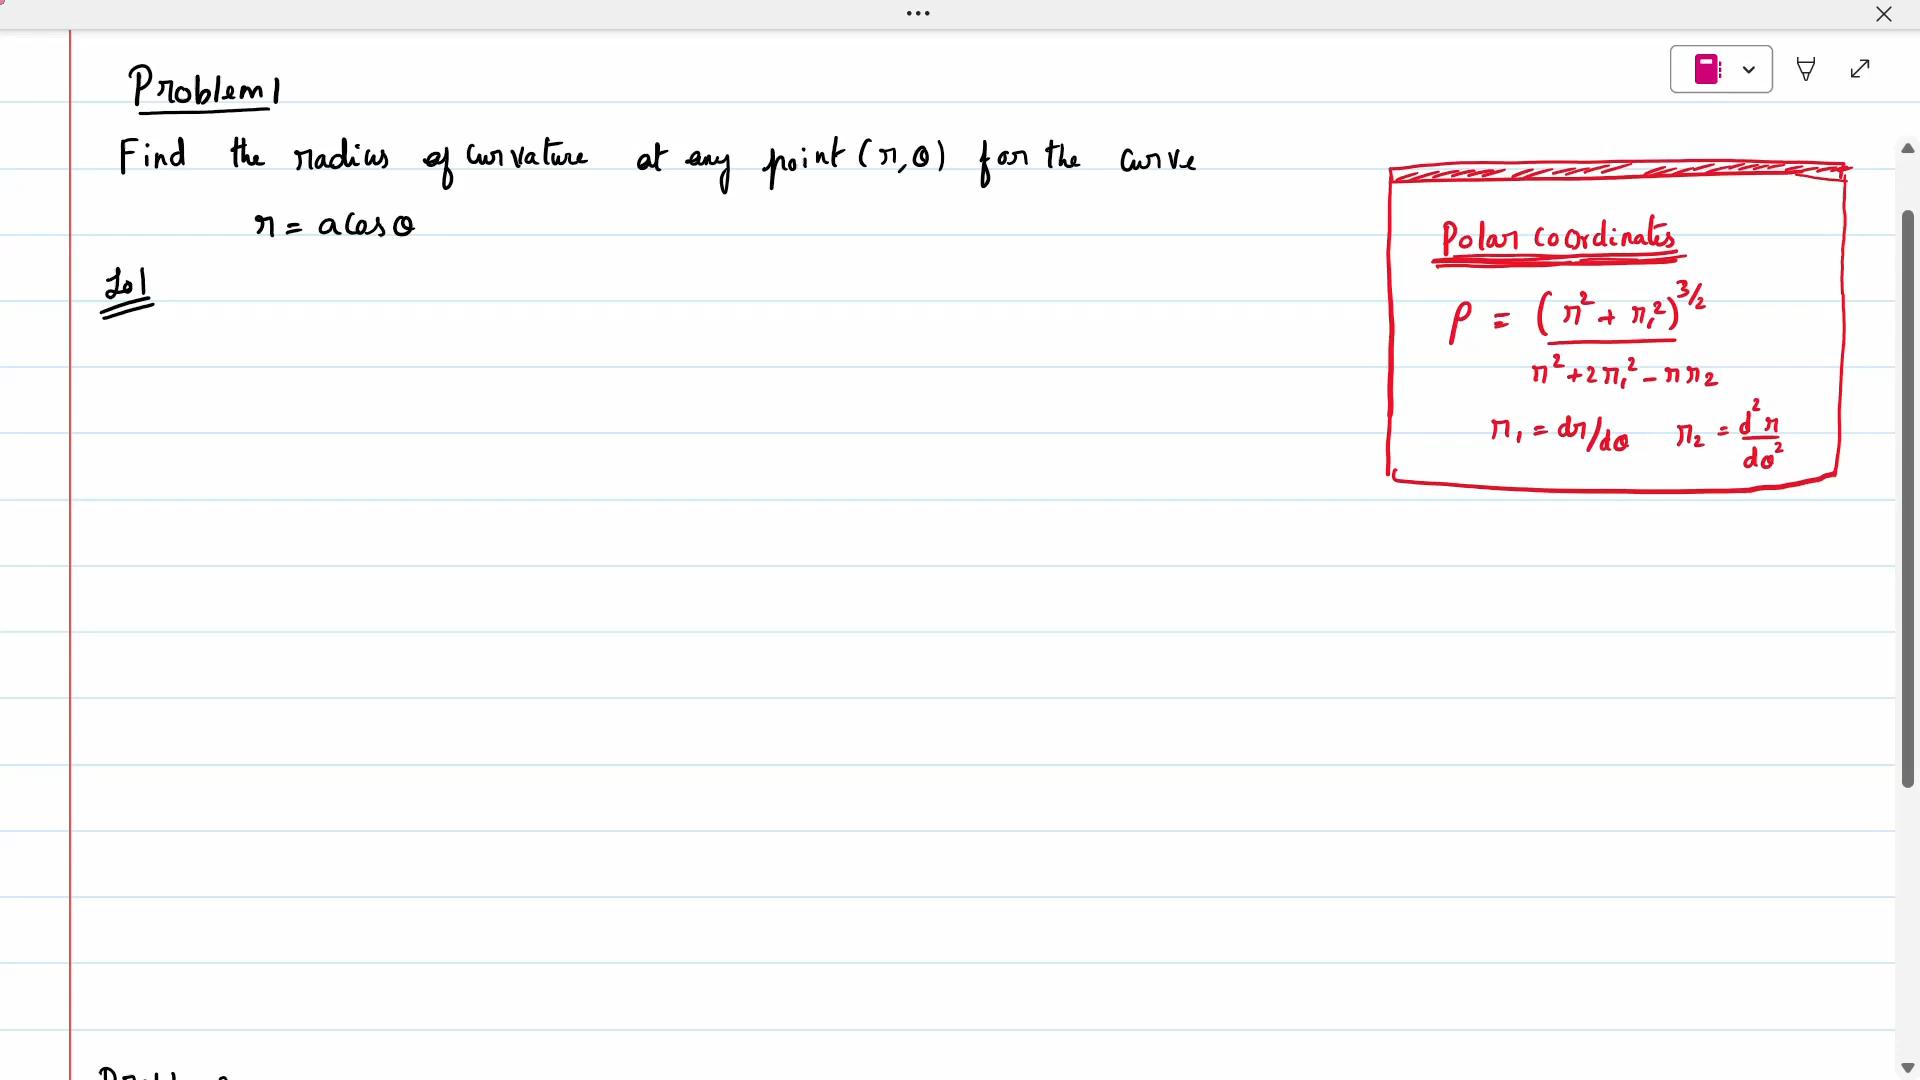 Problem 1
Find the radius of curvature at any point (r, θ) for the curve
r = a cos θ
Sol
Polar coordinates
ρ = (r² + r₁²)^3/2
r² + 2r₁² - r r₂
r₁ = dr/dθ r₂ = d²r/dθ²